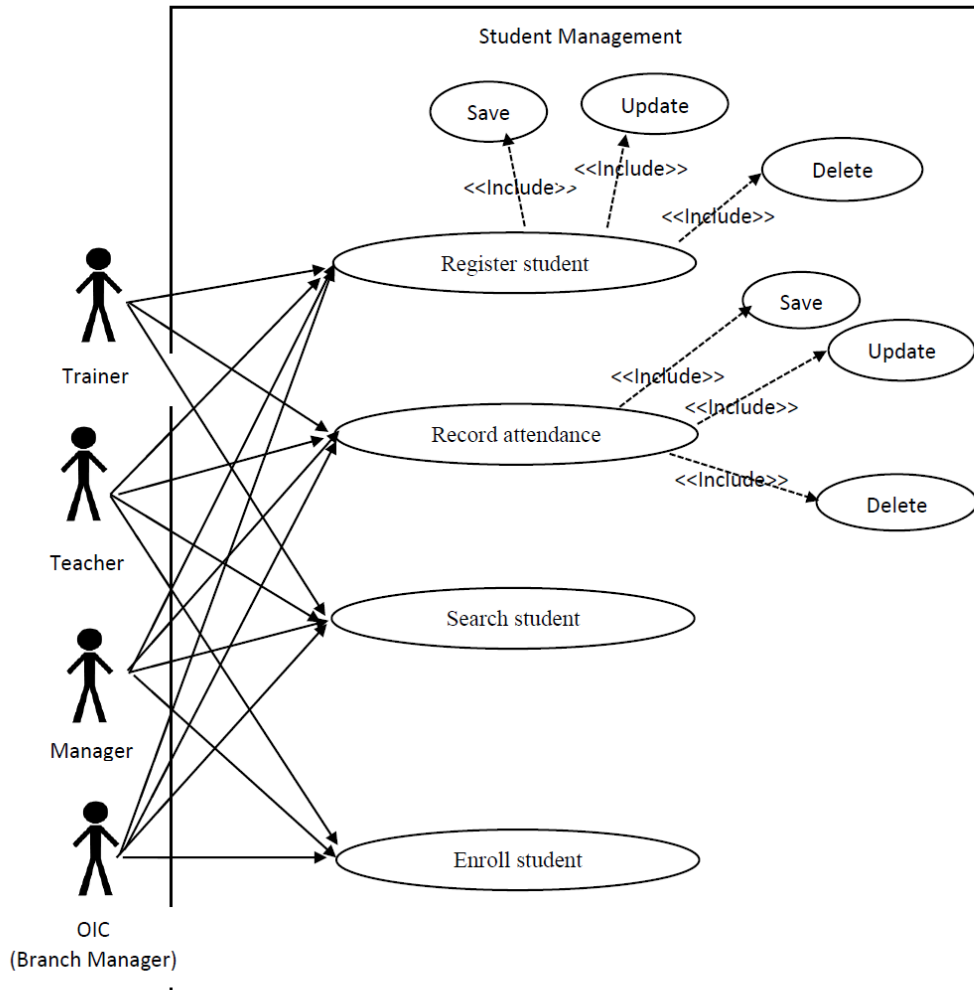 Student Management
Save
Update
Delete
<<Include>>
<<Include>>
<<Include>>
Register student
Trainer
Save
Update
Delete
<<Include>>
<<Include>>
<<Include>>
Record attendance
Teacher
Search student
Manager
Enroll student
OIC
(Branch Manager)